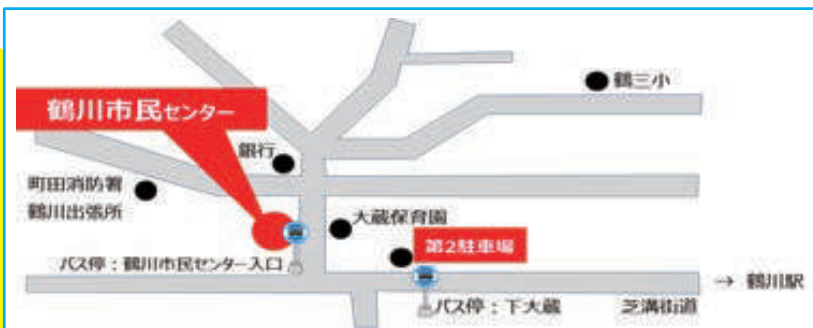 鶴三小
鶴川市民センター
銀行
町田消防署
鶴川出張所
大蔵保育園
第2駐車場
バス停：鶴川市民センター入口
→ 鶴川駅
バス停：下大蔵
芝溝街道